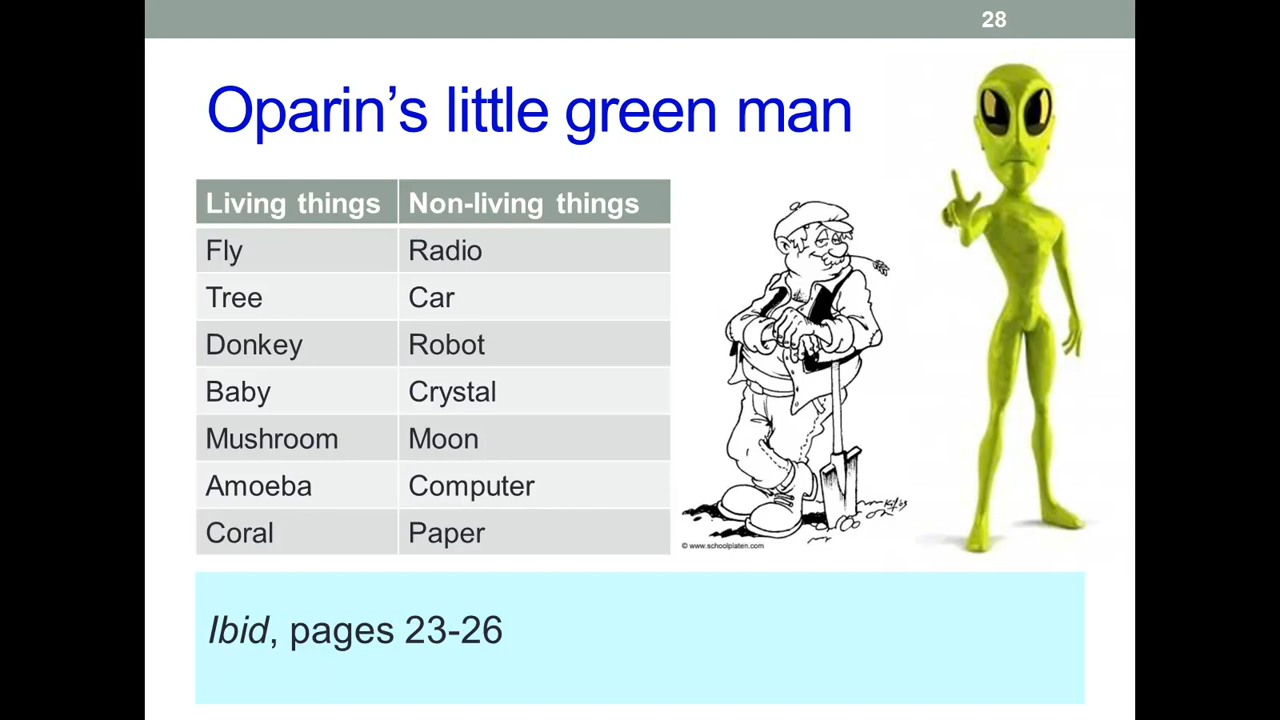 28
Oparin’s little green man
Living things Non-living things
Fly Radio
Tree Car
Donkey Robot
Baby Crystal
Mushroom Moon
Amoeba Computer
Coral Paper
© www.schoolplaten.com
Ibid, pages 23-26